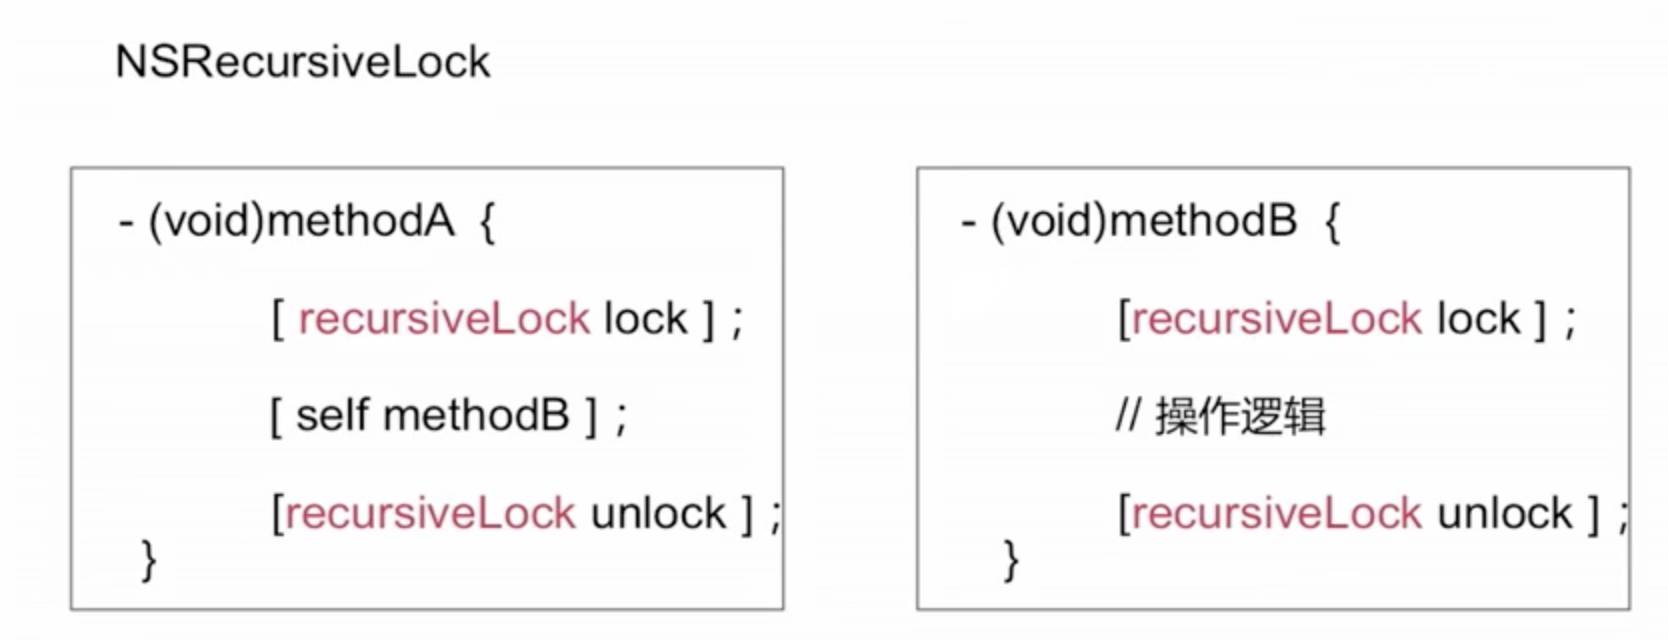 NSRecursiveLock
- (void)methodA {
[ recursiveLock lock ] ;
[ self methodB ] ;
[recursiveLock unlock ] ;
}
- (void)methodB {
[recursiveLock lock ] ;
// 操作逻辑
[recursiveLock unlock ] ;
}